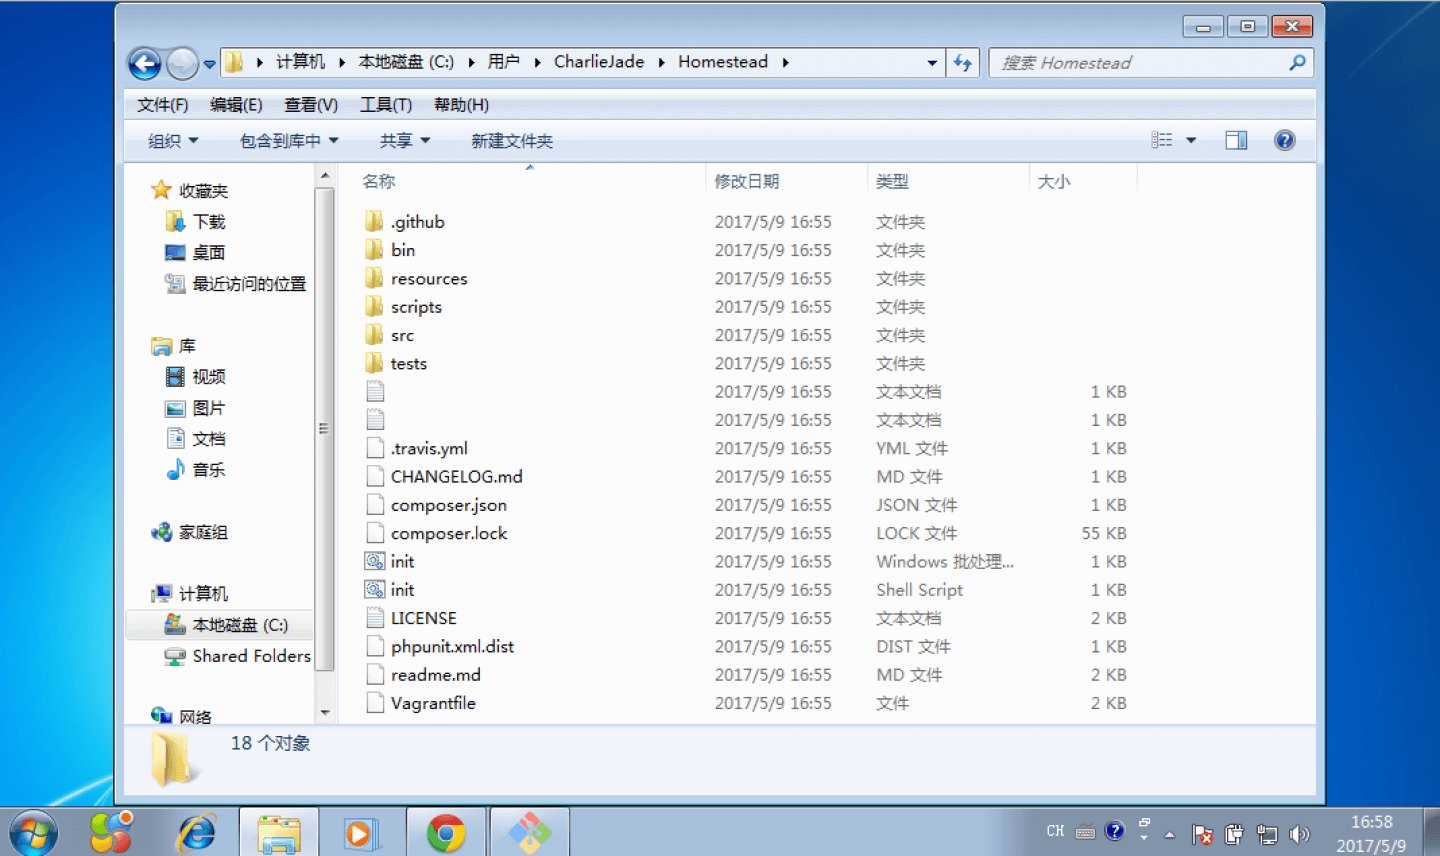 计算机 本地磁盘 (C:) 用户 CharlieJade Homestead 搜索 Homestead
文件(F) 编辑(E) 查看(V) 工具(T) 帮助(H)
组织 包含到库中 共享 新建文件夹
收藏夹
下载
桌面
最近访问的位置
库
视频
图片
文档
音乐
家庭组
计算机
本地磁盘 (C:)
Shared Folders
网络
名称 修改日期 类型 大小
.github 2017/5/9 16:55 文件夹
bin 2017/5/9 16:55 文件夹
resources 2017/5/9 16:55 文件夹
scripts 2017/5/9 16:55 文件夹
src 2017/5/9 16:55 文件夹
tests 2017/5/9 16:55 文件夹
2017/5/9 16:55 文本文档 1 KB
2017/5/9 16:55 文本文档 1 KB
.travis.yml 2017/5/9 16:55 YML 文件 1 KB
CHANGELOG.md 2017/5/9 16:55 MD 文件 1 KB
composer.json 2017/5/9 16:55 JSON 文件 1 KB
composer.lock 2017/5/9 16:55 LOCK 文件 55 KB
init 2017/5/9 16:55 Windows 批处理... 1 KB
init 2017/5/9 16:55 Shell Script 1 KB
LICENSE 2017/5/9 16:55 文本文档 2 KB
phpunit.xml.dist 2017/5/9 16:55 DIST 文件 1 KB
readme.md 2017/5/9 16:55 MD 文件 2 KB
Vagrantfile 2017/5/9 16:55 文件 2 KB
18 个对象
CH
16:58
2017/5/9